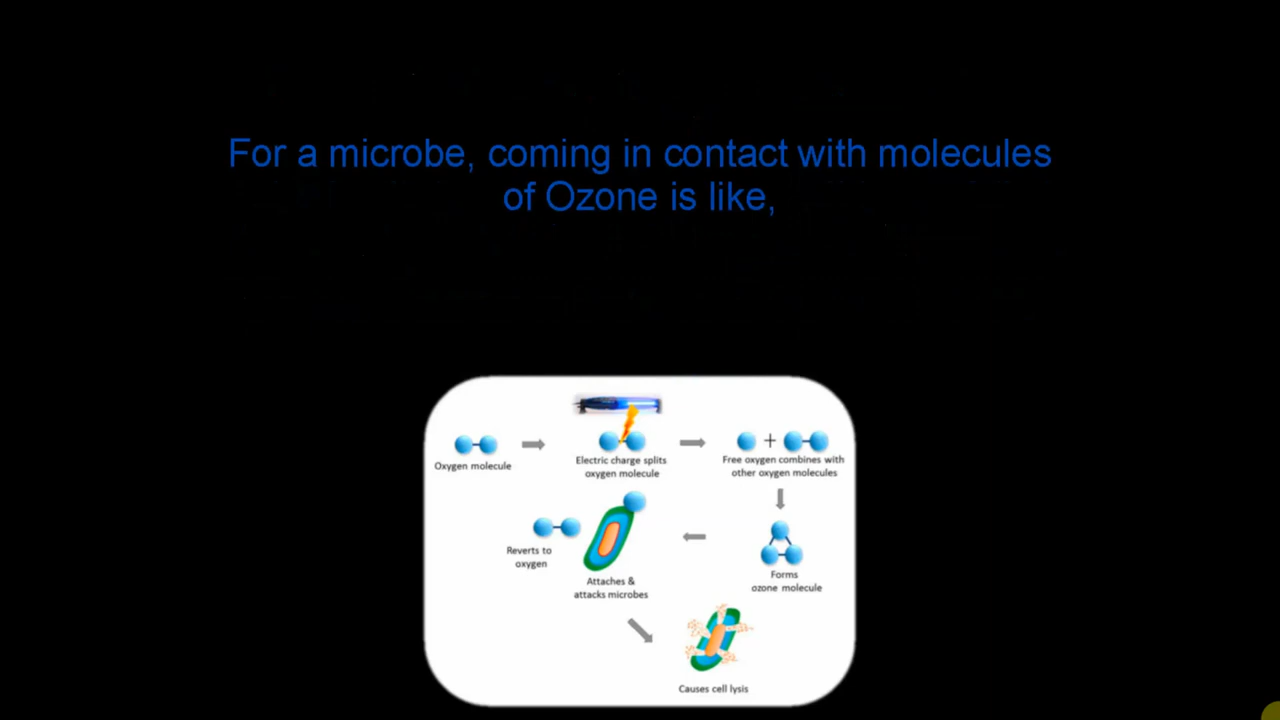 For a microbe, coming in contact with molecules
of Ozone is like,
Oxygen molecule
Electric charge splits
oxygen molecule
+
Free oxygen combines with
other oxygen molecules
Forms
ozone molecule
Attaches &
attacks microbes
Reverts to
oxygen
Causes cell lysis